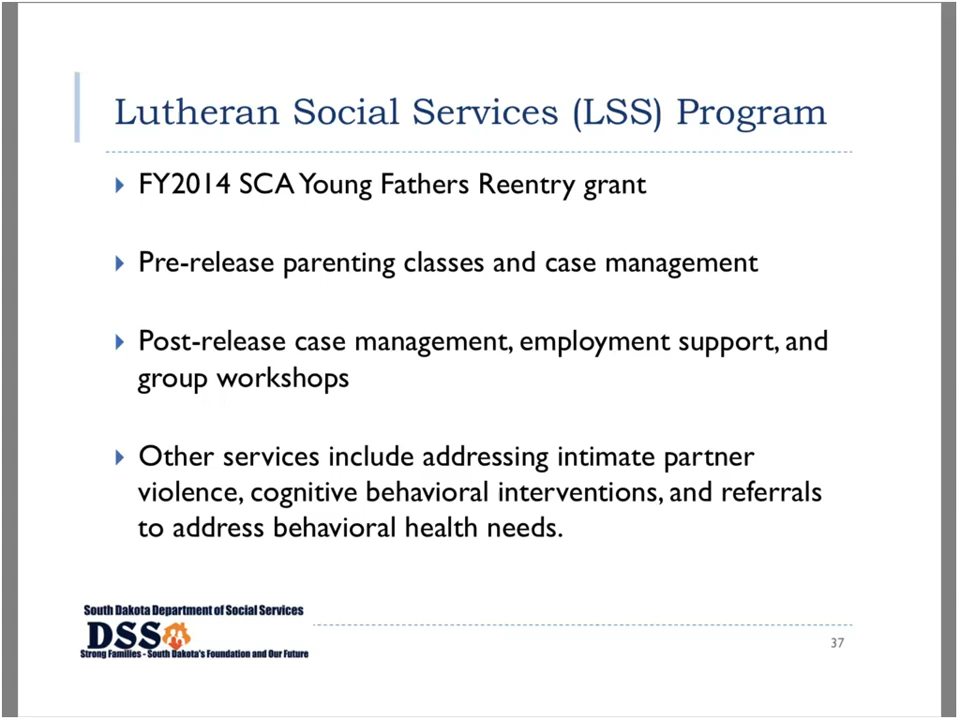 Lutheran Social Services (LSS) Program
FY2014 SCA Young Fathers Reentry grant
Pre-release parenting classes and case management
Post-release case management, employment support, and
group workshops
Other services include addressing intimate partner
violence, cognitive behavioral interventions, and referrals
to address behavioral health needs.
South Dakota Department of Social Services
DSS
Strong Families - South Dakota's Foundation and Our Future
37